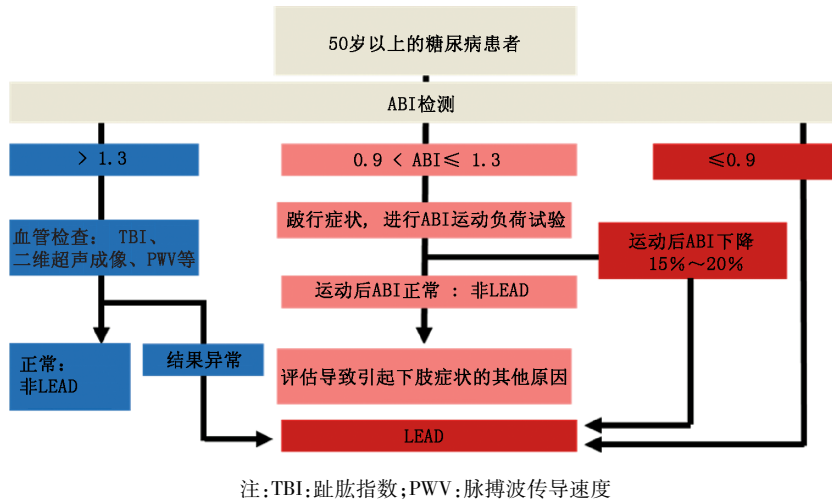 50岁以上的糖尿病患者
ABI检测
> 1.3
0.9 < ABI≤ 1.3
≤0.9
血管检查： TBI、
二维超声成像、PWV等
跛行症状, 进行ABI运动负荷试验
运动后ABI下降
15%～20%
运动后ABI正常 : 非LEAD
正常:
非LEAD
结果异常
评估导致引起下肢症状的其他原因
LEAD
注:TBI:趾肱指数;PWV:脉搏波传导速度